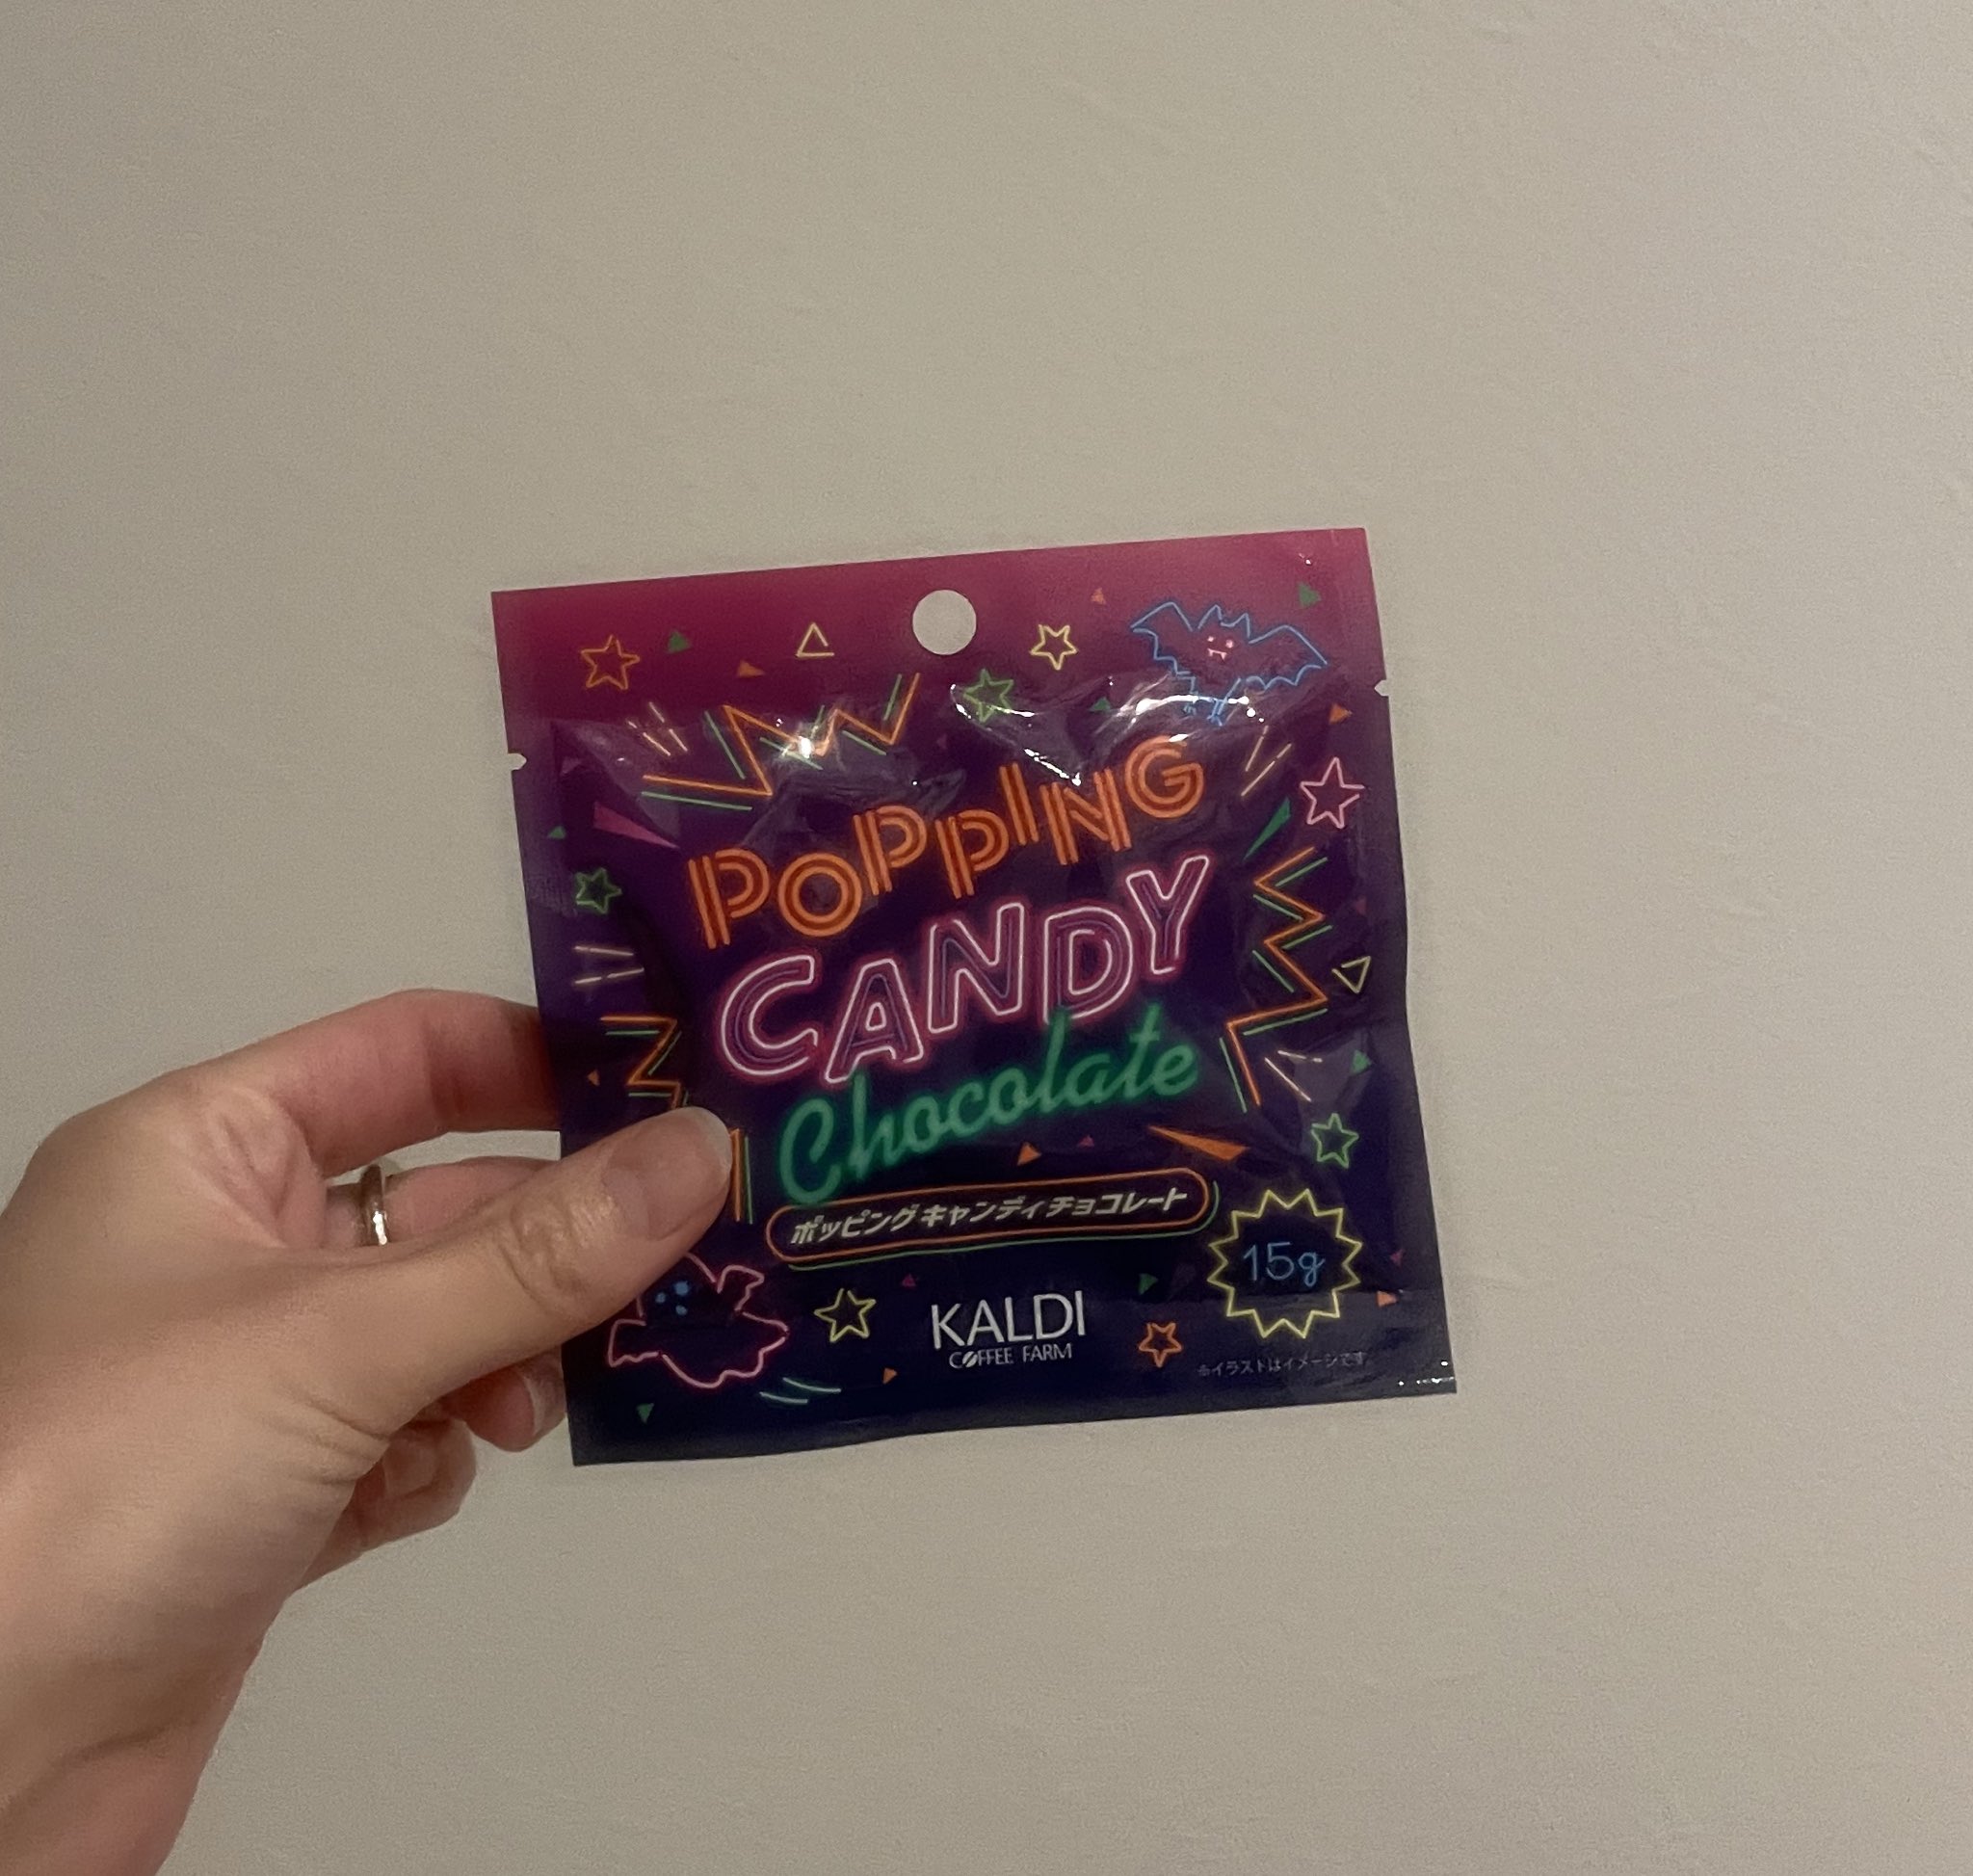 POPPING
CANDY
Chocolate
ポッピングキャンディチョコレート
15g
KALDI
COFFEE FARM
※イラストはイメージです